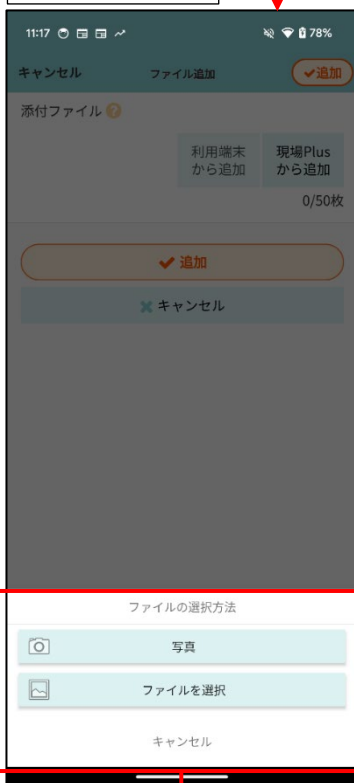 11:17 78%
キャンセル ファイル追加 追加
添付ファイル ?
利用端末
から追加
現場Plus
から追加
0/50枚
追加
キャンセル
ファイルの選択方法
写真
ファイルを選択
キャンセル